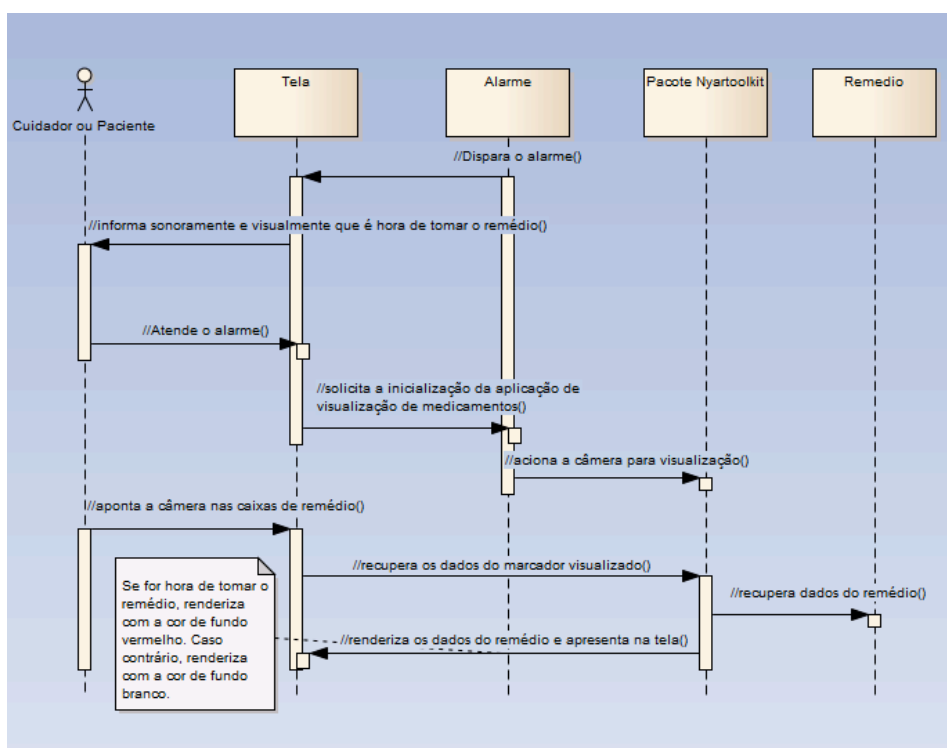 Cuidador ou Paciente
Tela
Alarme
Pacote Nyartoolkit
Remedio
//Dispara o alarme()
//informa sonoramente e visualmente que é hora de tomar o remédio()
//Atende o alarme()
//solicita a inicialização da aplicação de
visualização de medicamentos()
//aciona a câmera para visualização()
//aponta a câmera nas caixas de remédio()
//recupera os dados do marcador visualizado()
//recupera dados do remédio()
//renderiza os dados do remédio e apresenta na tela()
Se for hora de tomar o
remédio, renderiza
com a cor de fundo
vermelho. Caso
contrário, renderiza
com a cor de fundo
branco.